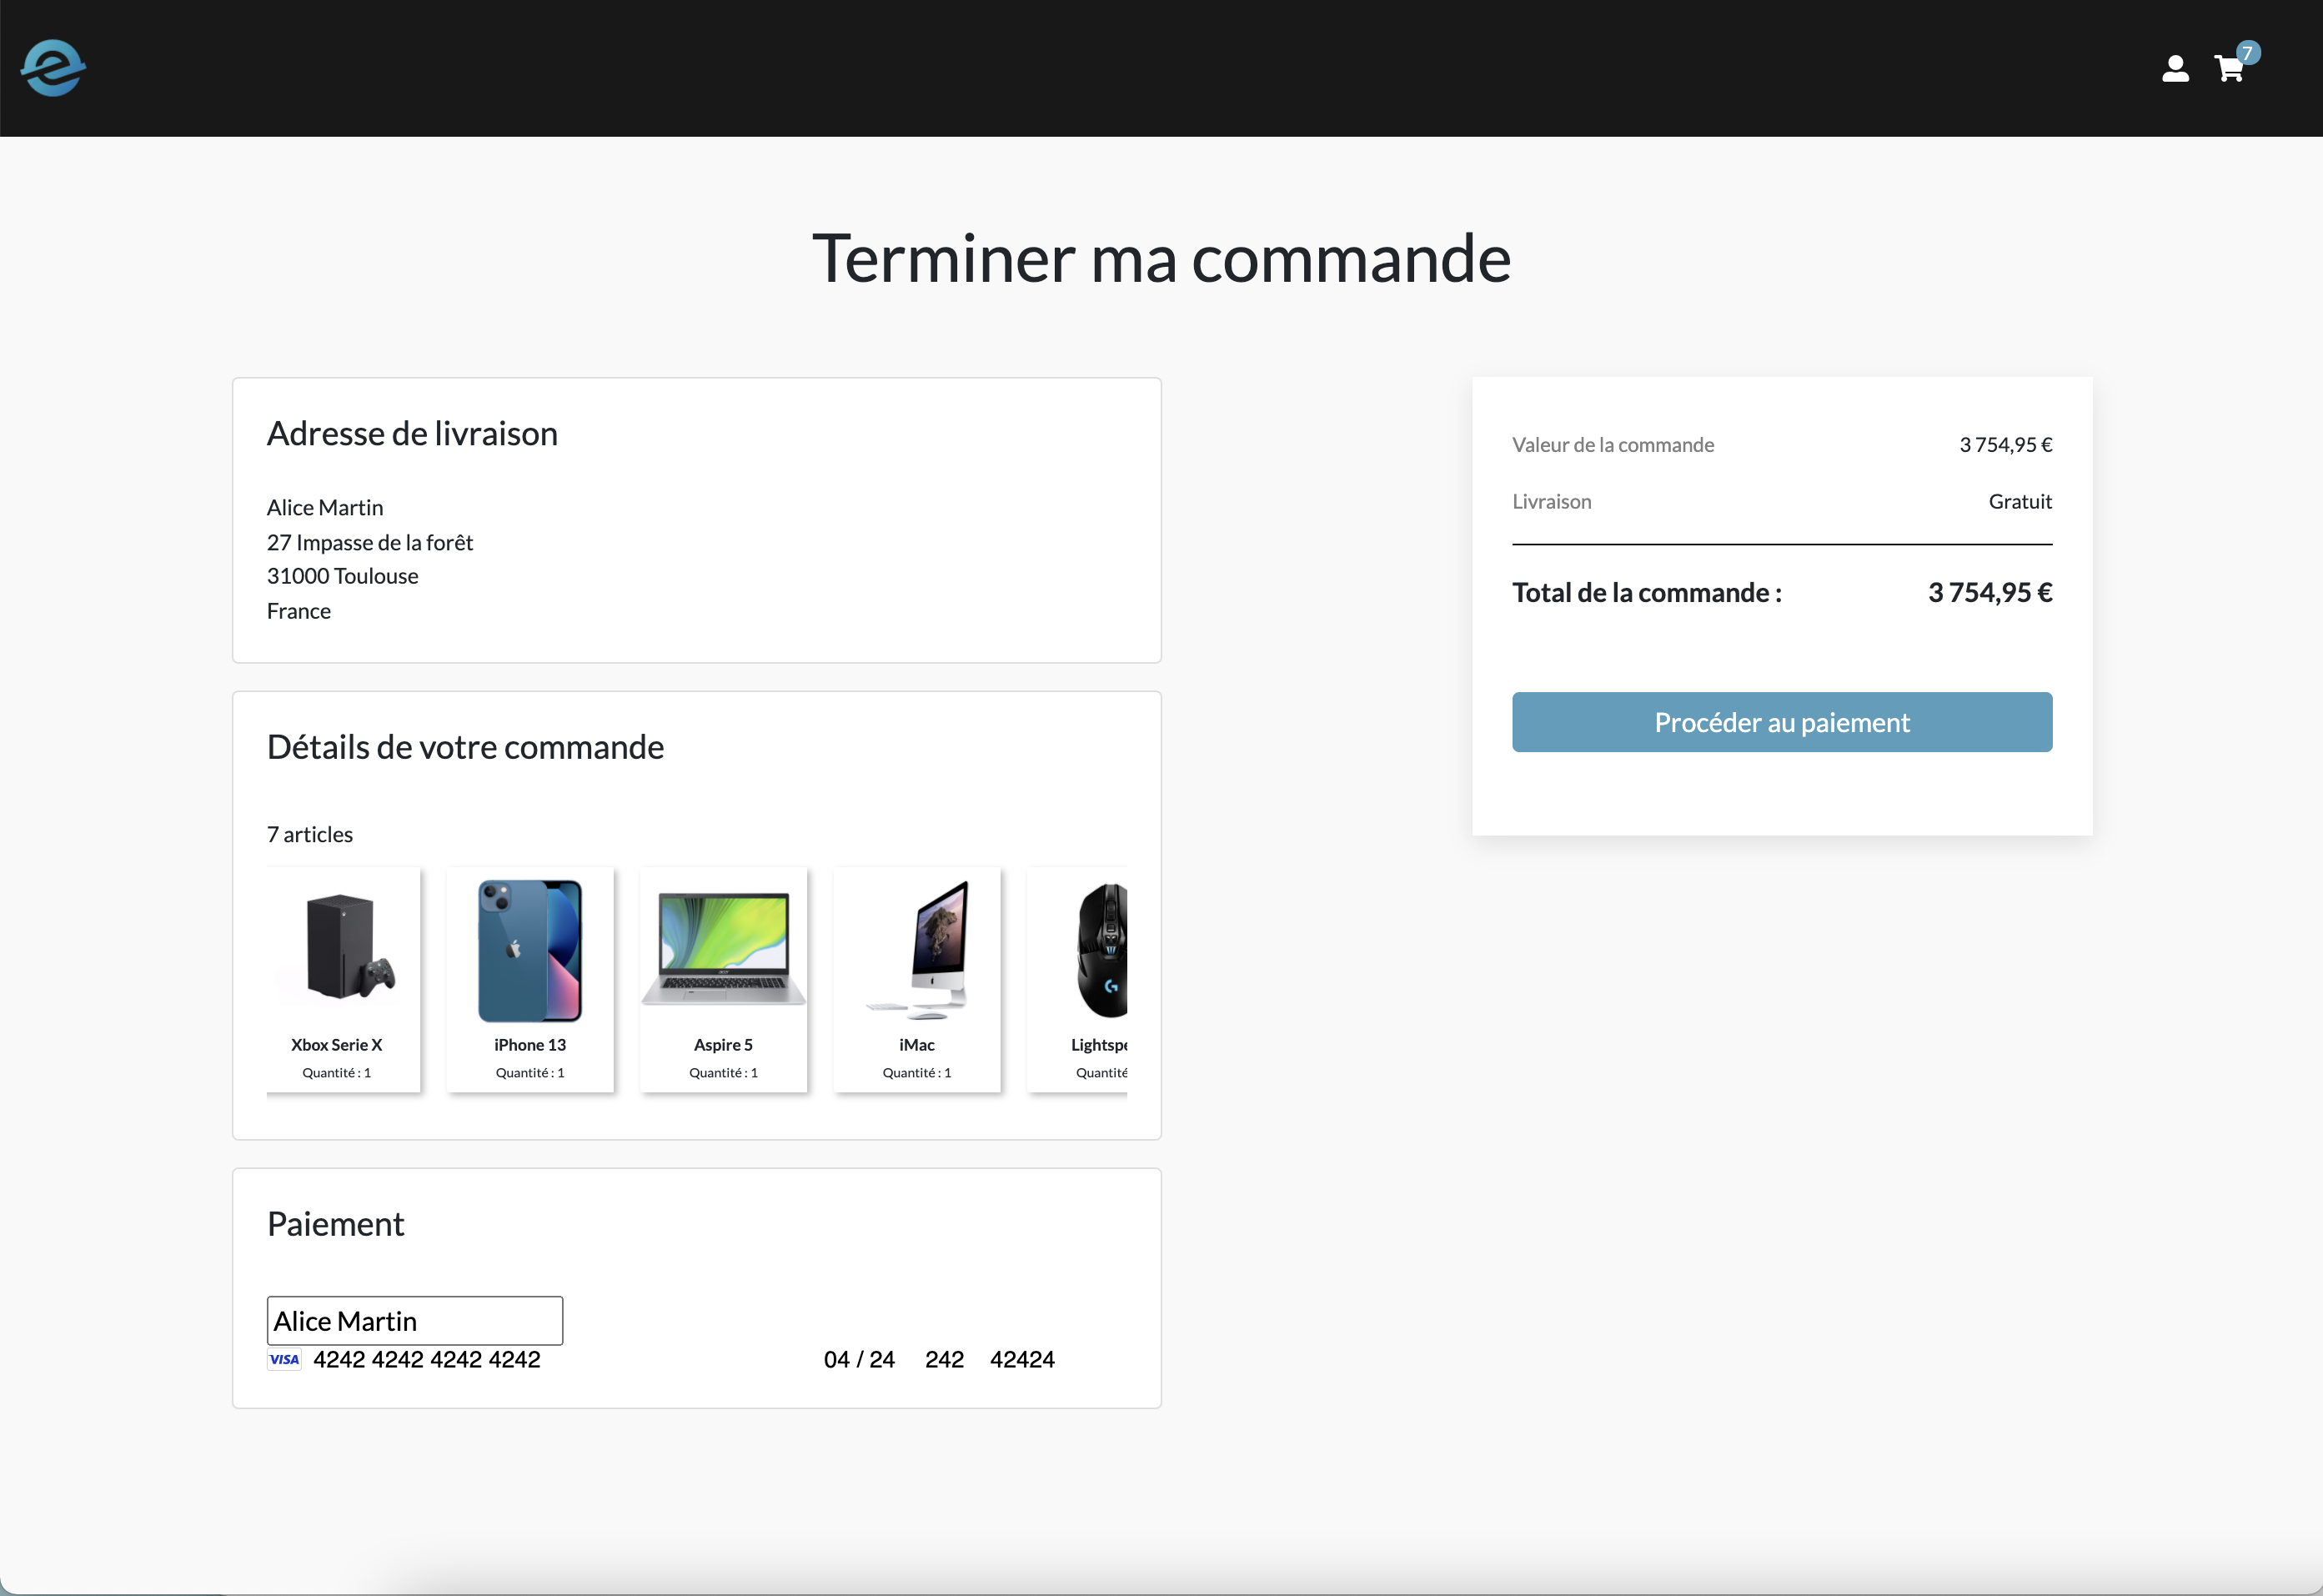 7
Terminer ma commande
Adresse de livraison
Alice Martin
27 Impasse de la forêt
31000 Toulouse
France
Valeur de la commande 3 754,95 €
Livraison Gratuit
Total de la commande : 3 754,95 €
Procéder au paiement
Détails de votre commande
7 articles
Xbox Serie X
Quantité : 1
iPhone 13
Quantité : 1
Aspire 5
Quantité : 1
iMac
Quantité : 1
Lightspe
Quantité
Paiement
Alice Martin
VISA 4242 4242 4242 4242 04 / 24 242 42424